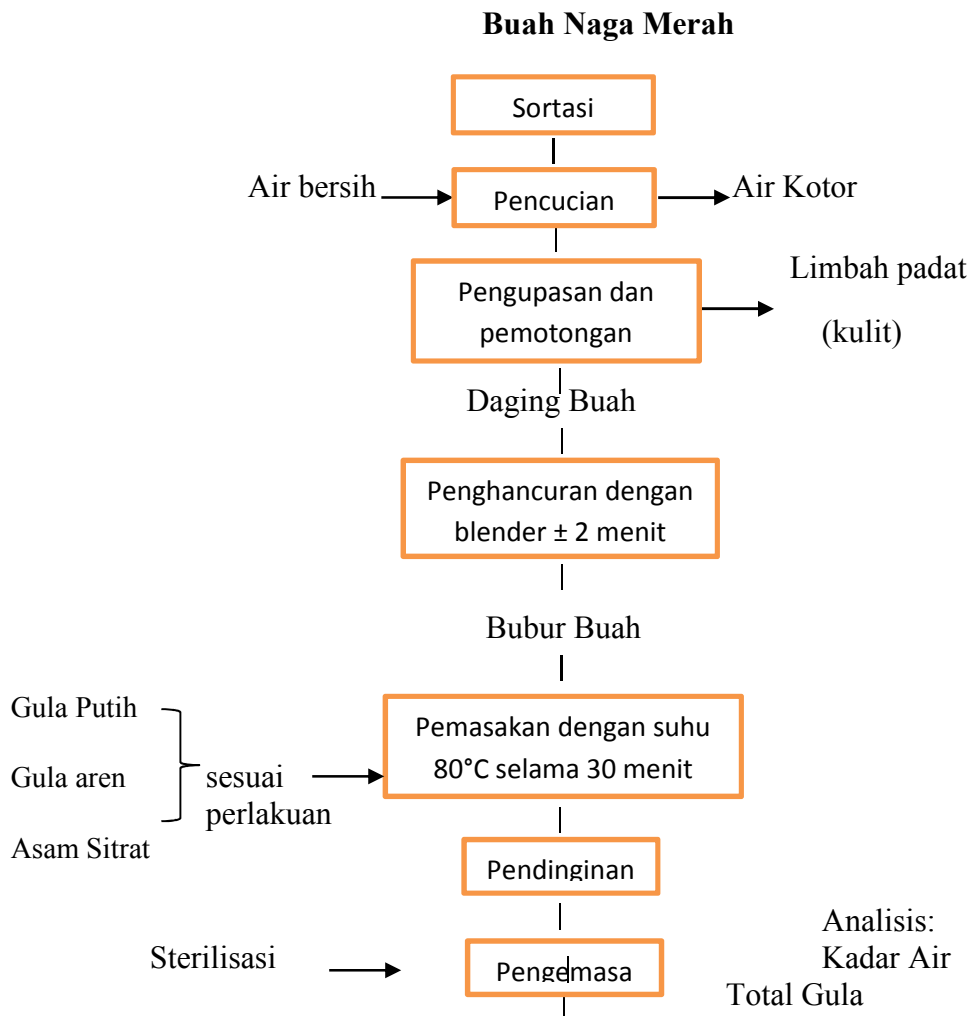 Buah Naga Merah
Sortasi
Air bersih
Pencucian
Air Kotor
Pengupasan dan
pemotongan
Limbah padat
(kulit)
Daging Buah
Penghancuran dengan
blender ± 2 menit
Bubur Buah
Gula Putih
Gula aren
Asam Sitrat
sesuai
perlakuan
Pemasakan dengan suhu
80°C selama 30 menit
Pendinginan
Sterilisasi
Pengemasa
Analisis:
Kadar Air
Total Gula